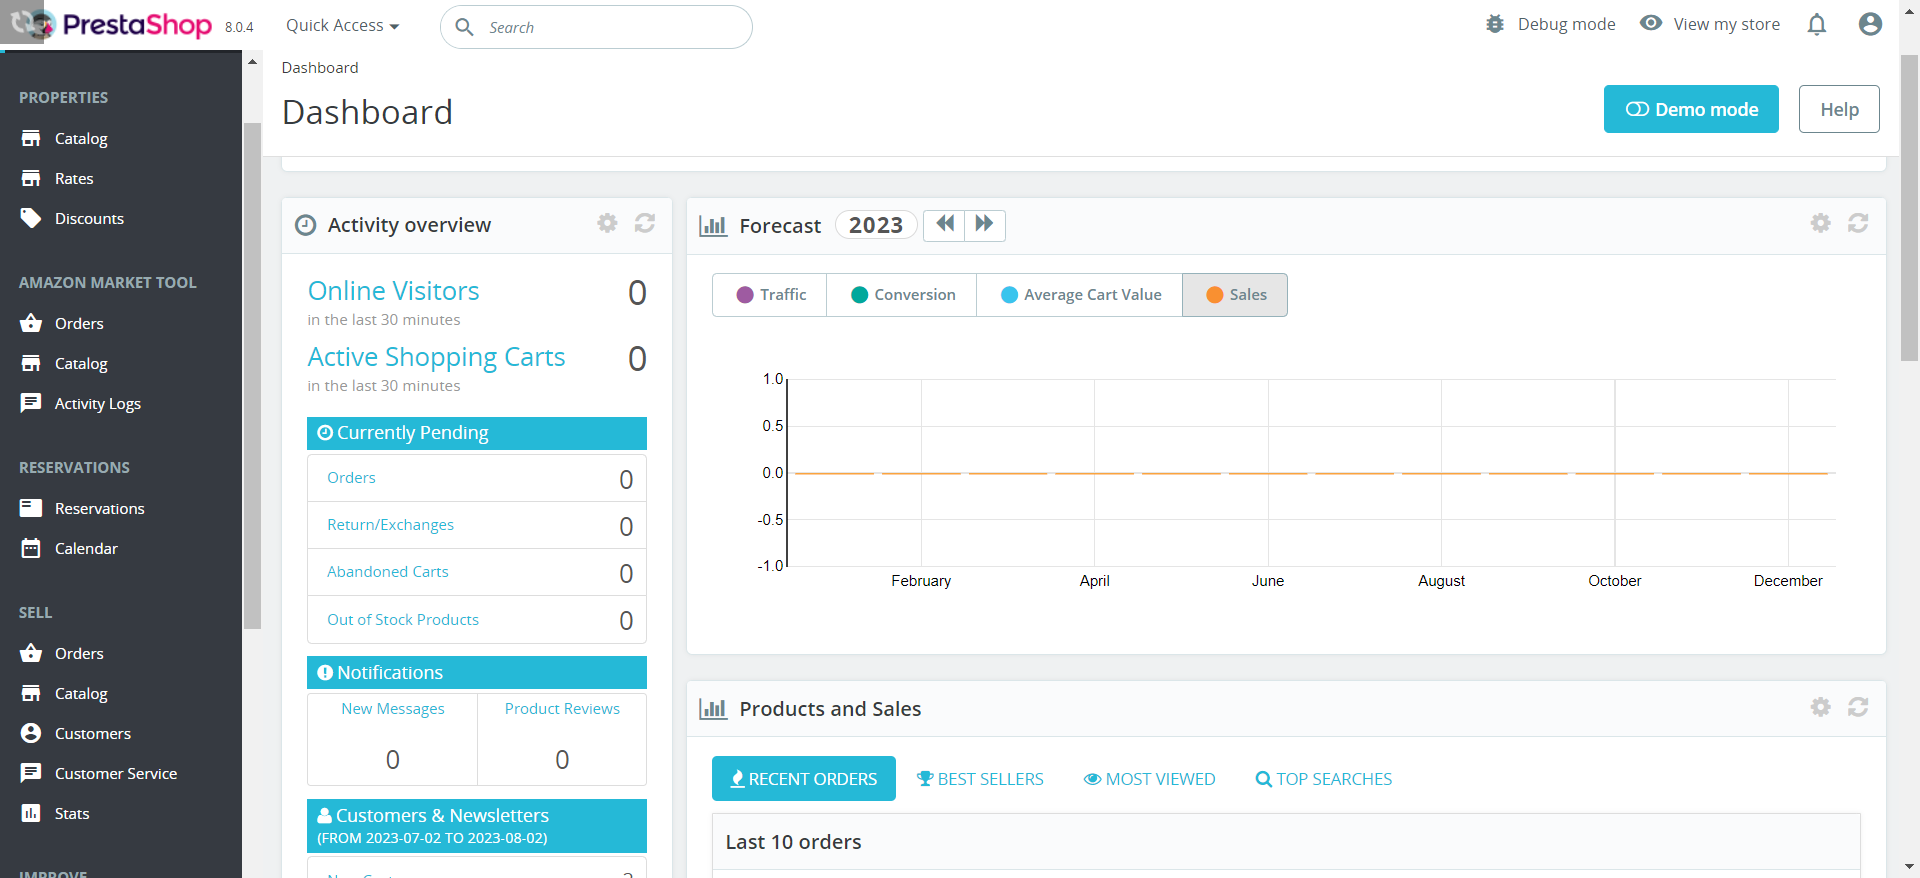 PrestaShop 8.0.4 Quick Access Search Debug mode View my store
PROPERTIES
Catalog
Rates
Discounts
AMAZON MARKET TOOL
Orders
Catalog
Activity Logs
RESERVATIONS
Reservations
Calendar
SELL
Orders
Catalog
Customers
Customer Service
Stats
IMPROVE
Dashboard
Dashboard
Demo mode
Help
Activity overview
Online Visitors 0
in the last 30 minutes
Active Shopping Carts 0
in the last 30 minutes
Currently Pending
Orders 0
Return/Exchanges 0
Abandoned Carts 0
Out of Stock Products 0
Notifications
New Messages Product Reviews
0 0
Customers & Newsletters
(FROM 2023-07-02 TO 2023-08-02)
Forecast 2023
Traffic Conversion Average Cart Value Sales
1.0
0.5
0.0
-0.5
-1.0
February April June August October December
Products and Sales
RECENT ORDERS BEST SELLERS MOST VIEWED TOP SEARCHES
Last 10 orders